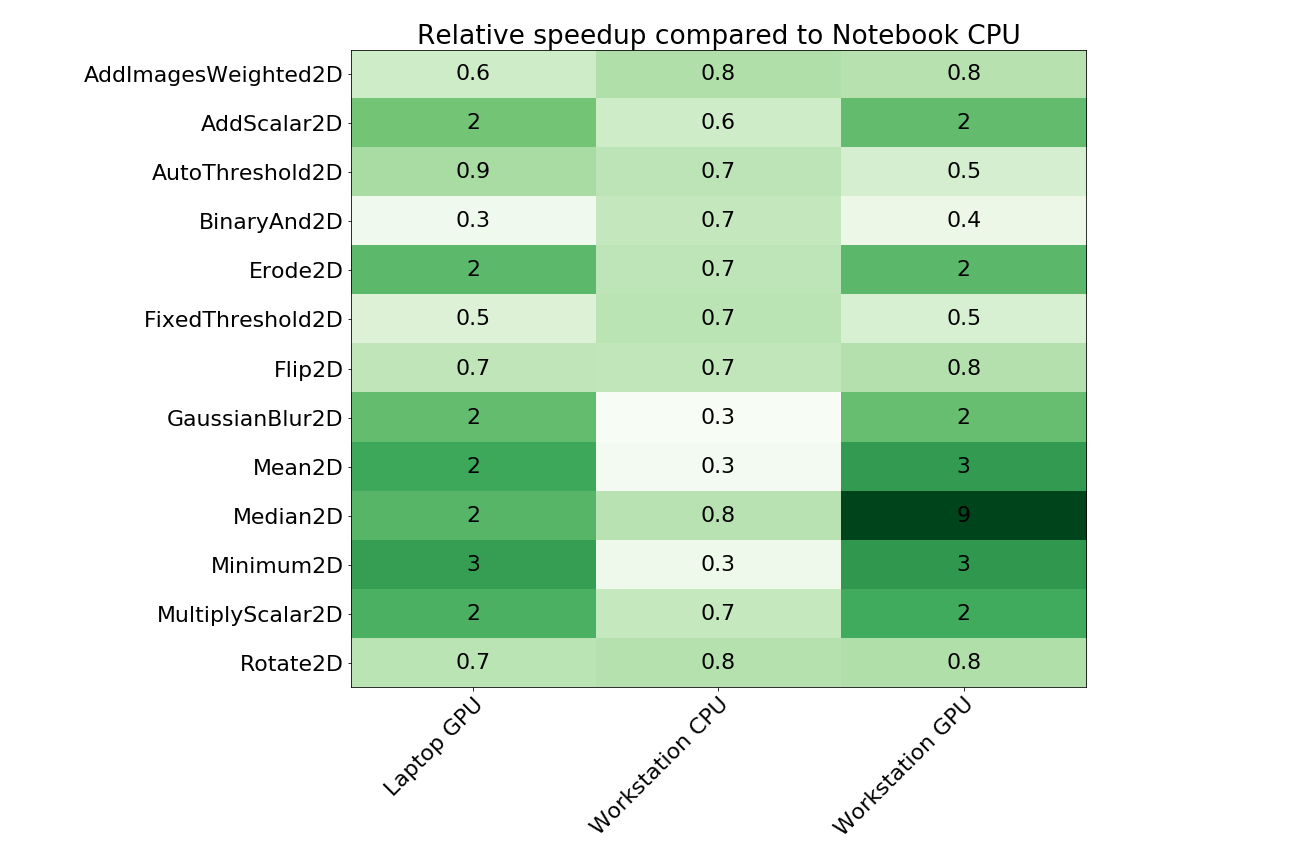 Relative speedup compared to Notebook CPU
AddImagesWeighted2D 0.6 0.8 0.8
AddScalar2D 2 0.6 2
AutoThreshold2D 0.9 0.7 0.5
BinaryAnd2D 0.3 0.7 0.4
Erode2D 2 0.7 2
FixedThreshold2D 0.5 0.7 0.5
Flip2D 0.7 0.7 0.8
GaussianBlur2D 2 0.3 2
Mean2D 2 0.3 3
Median2D 2 0.8 9
Minimum2D 3 0.3 3
MultiplyScalar2D 2 0.7 2
Rotate2D 0.7 0.8 0.8
Laptop GPU
Workstation CPU
Workstation GPU